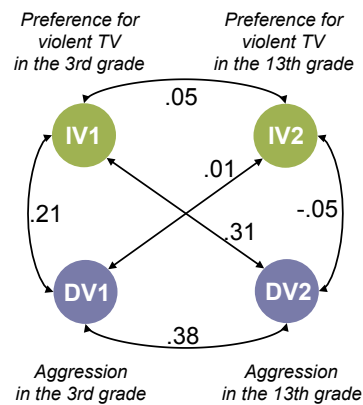 Preference for
violent TV
in the 3rd grade
Preference for
violent TV
in the 13th grade
.05
IV1
IV2
.01
.21
-.05
.31
DV1
DV2
.38
Aggression
in the 3rd grade
Aggression
in the 13th grade